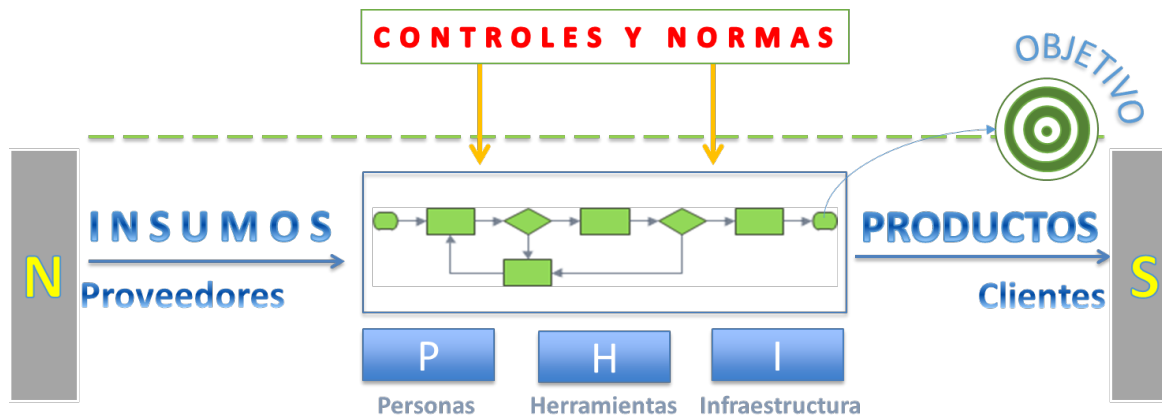 CONTROLES Y NORMAS
OBJETIVO
INSUMOS
PRODUCTOS
N
S
Proveedores
Clientes
P
H
I
Personas
Herramientas
Infraestructura